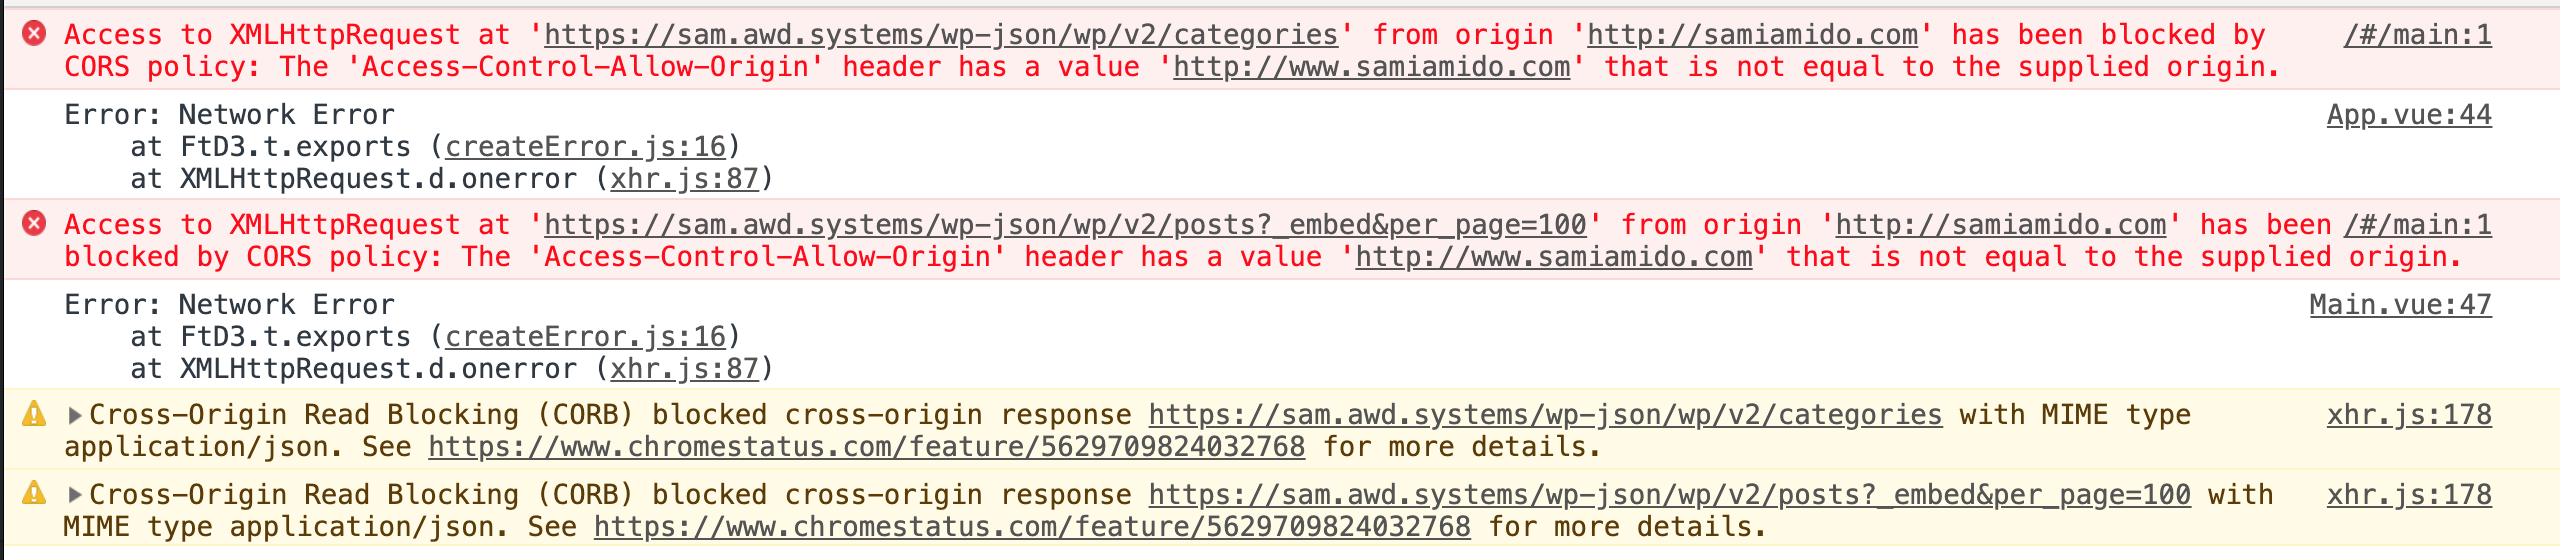 Access to XMLHttpRequest at 'https://sam.awd.systems/wp-json/wp/v2/categories' from origin 'http://samiamido.com' has been blocked by /#/main:1
CORS policy: The 'Access-Control-Allow-Origin' header has a value 'http://www.samiamido.com' that is not equal to the supplied origin.
Error: Network Error App.vue:44
at FtD3.t.exports (createError.js:16)
at XMLHttpRequest.d.onerror (xhr.js:87)
Access to XMLHttpRequest at 'https://sam.awd.systems/wp-json/wp/v2/posts?_embed&per_page=100' from origin 'http://samiamido.com' has been /#/main:1
blocked by CORS policy: The 'Access-Control-Allow-Origin' header has a value 'http://www.samiamido.com' that is not equal to the supplied origin.
Error: Network Error Main.vue:47
at FtD3.t.exports (createError.js:16)
at XMLHttpRequest.d.onerror (xhr.js:87)
Cross-Origin Read Blocking (CORB) blocked cross-origin response https://sam.awd.systems/wp-json/wp/v2/categories with MIME type xhr.js:178
application/json. See https://www.chromestatus.com/feature/5629709824032768 for more details.
Cross-Origin Read Blocking (CORB) blocked cross-origin response https://sam.awd.systems/wp-json/wp/v2/posts?_embed&per_page=100 with xhr.js:178
MIME type application/json. See https://www.chromestatus.com/feature/5629709824032768 for more details.